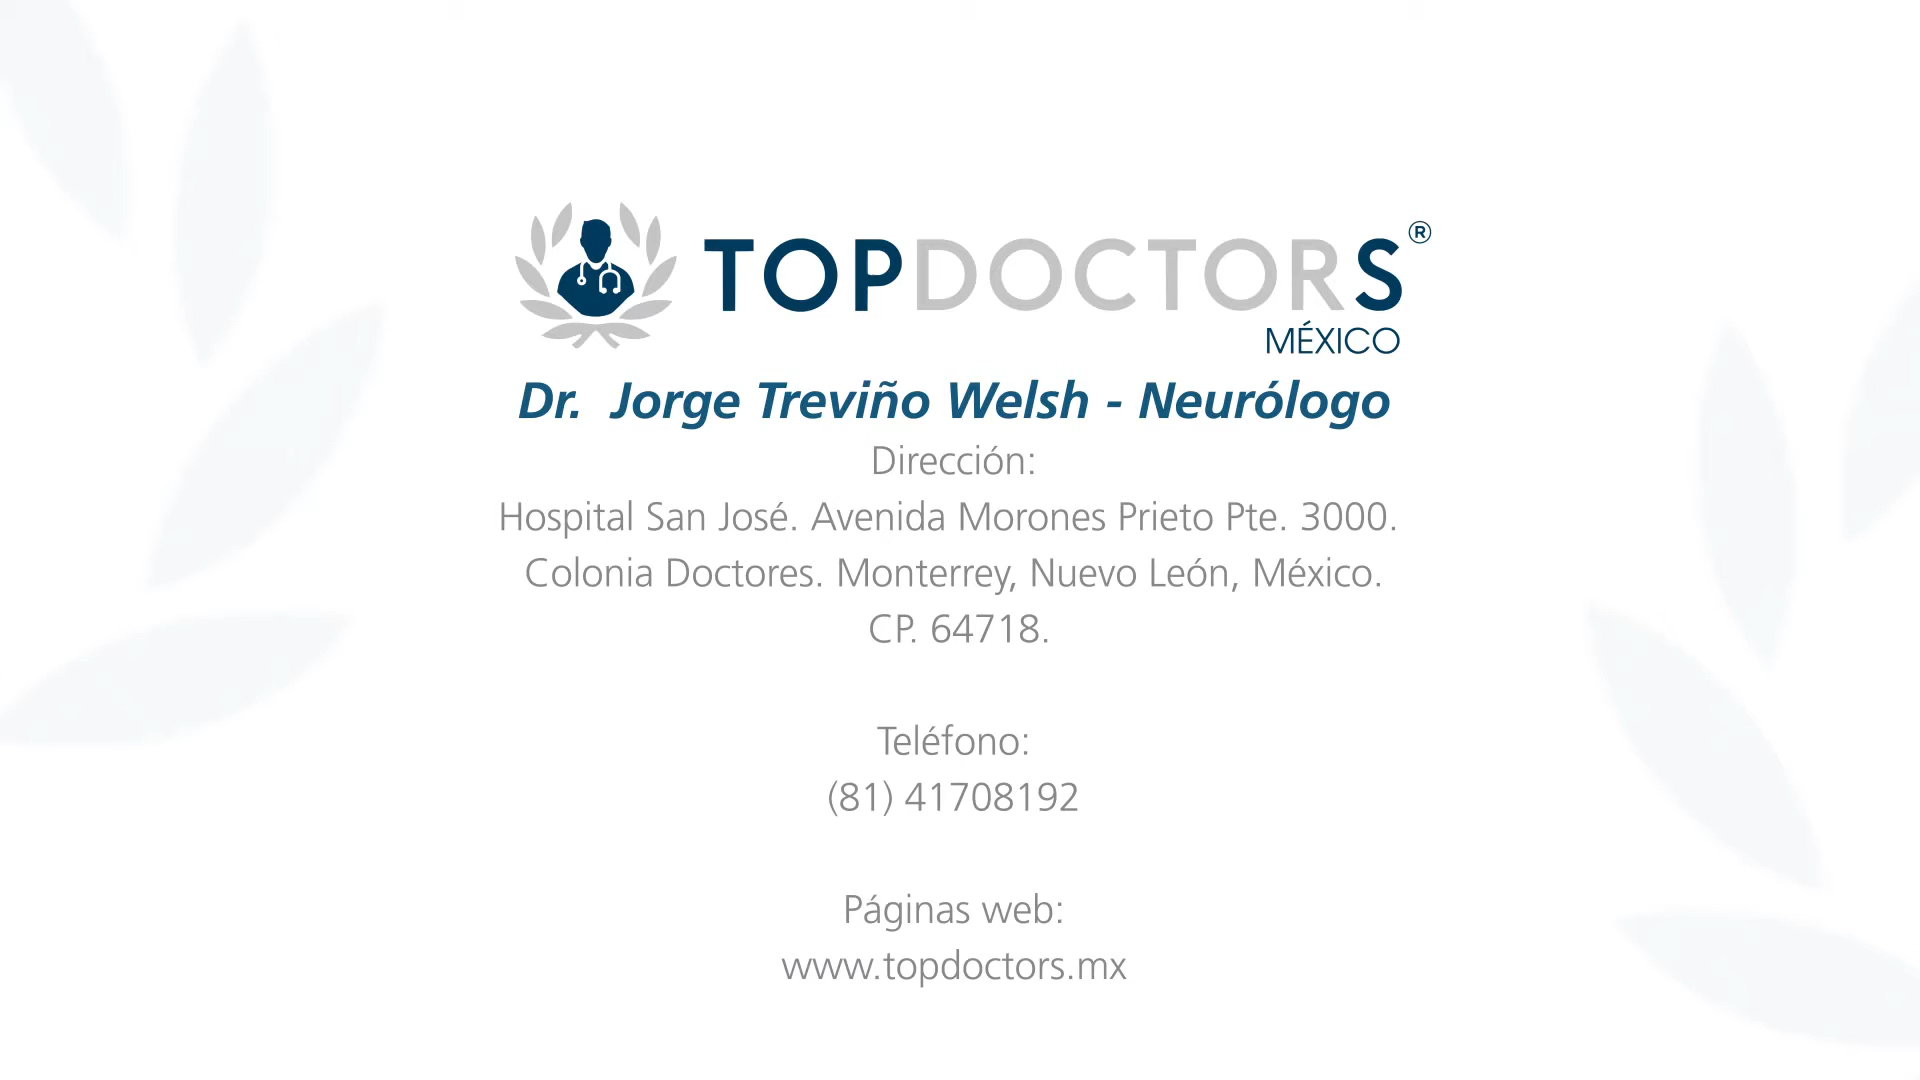 TOPDOCTORS®
MÉXICO
Dr. Jorge Treviño Welsh - Neurólogo
Dirección:
Hospital San José. Avenida Morones Prieto Pte. 3000.
Colonia Doctores. Monterrey, Nuevo León, México.
CP. 64718.
Teléfono:
(81) 41708192
Páginas web:
www.topdoctors.mx